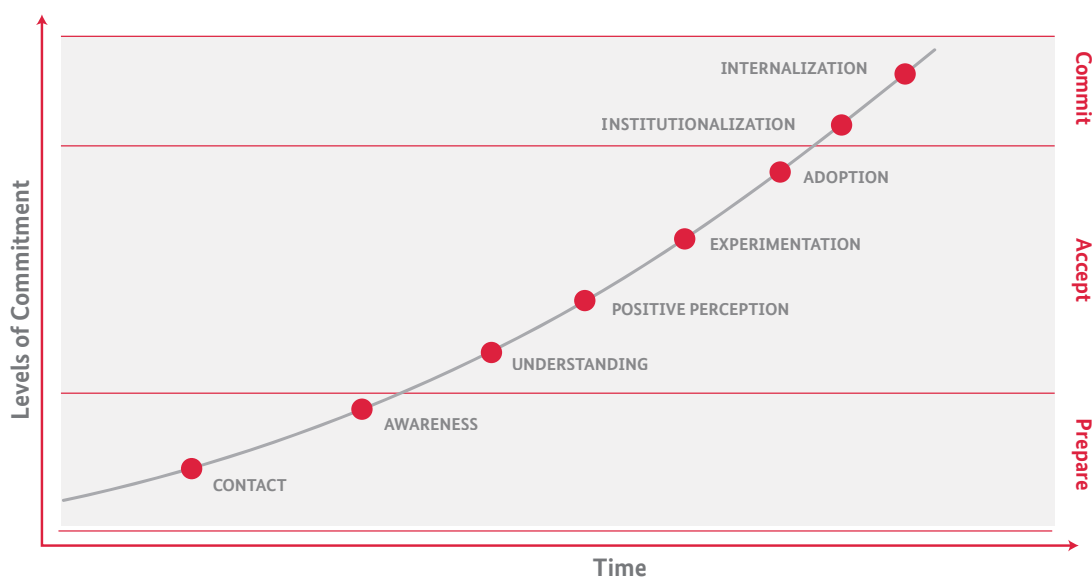 INTERNALIZATION
Commit
INSTITUTIONALIZATION
ADOPTION
Levels of Commitment
EXPERIMENTATION
Accept
POSITIVE PERCEPTION
UNDERSTANDING
AWARENESS
Prepare
CONTACT
Time